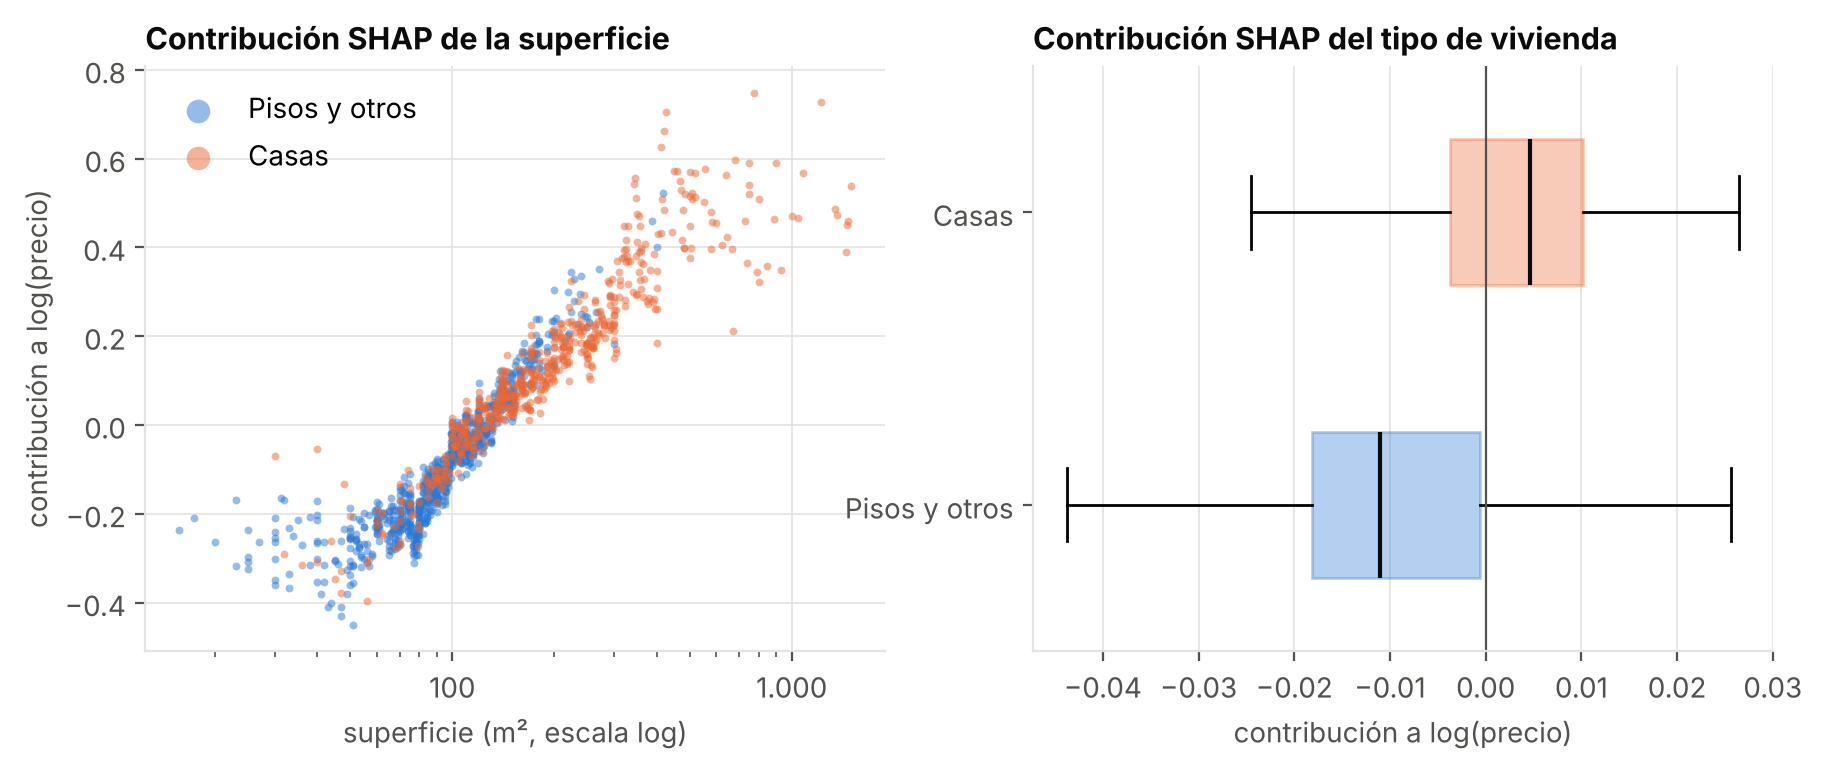 Contribución SHAP de la superficie
Pisos y otros
Casas
contribución a log(precio)
0.8
0.6
0.4
0.2
0.0
−0.2
−0.4
100
1.000
superficie (m², escala log)
Contribución SHAP del tipo de vivienda
Casas
Pisos y otros
−0.04
−0.03
−0.02
−0.01
0.00
0.01
0.02
0.03
contribución a log(precio)